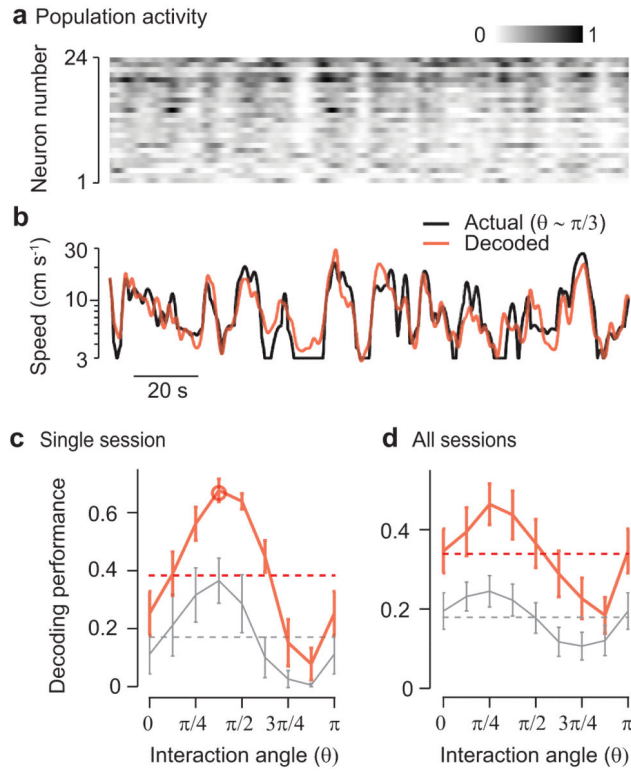 a Population activity
0 1
24
Neuron number
1
b
Actual (θ ~ π/3)
Decoded
30
10
3
Speed (cm s⁻¹)
20 s
c Single session
0.6
0.4
0.2
0
Decoding performance
0 π/4 π/2 3π/4 π
Interaction angle (θ)
d All sessions
0.4
0.2
0
0 π/4 π/2 3π/4 π
Interaction angle (θ)